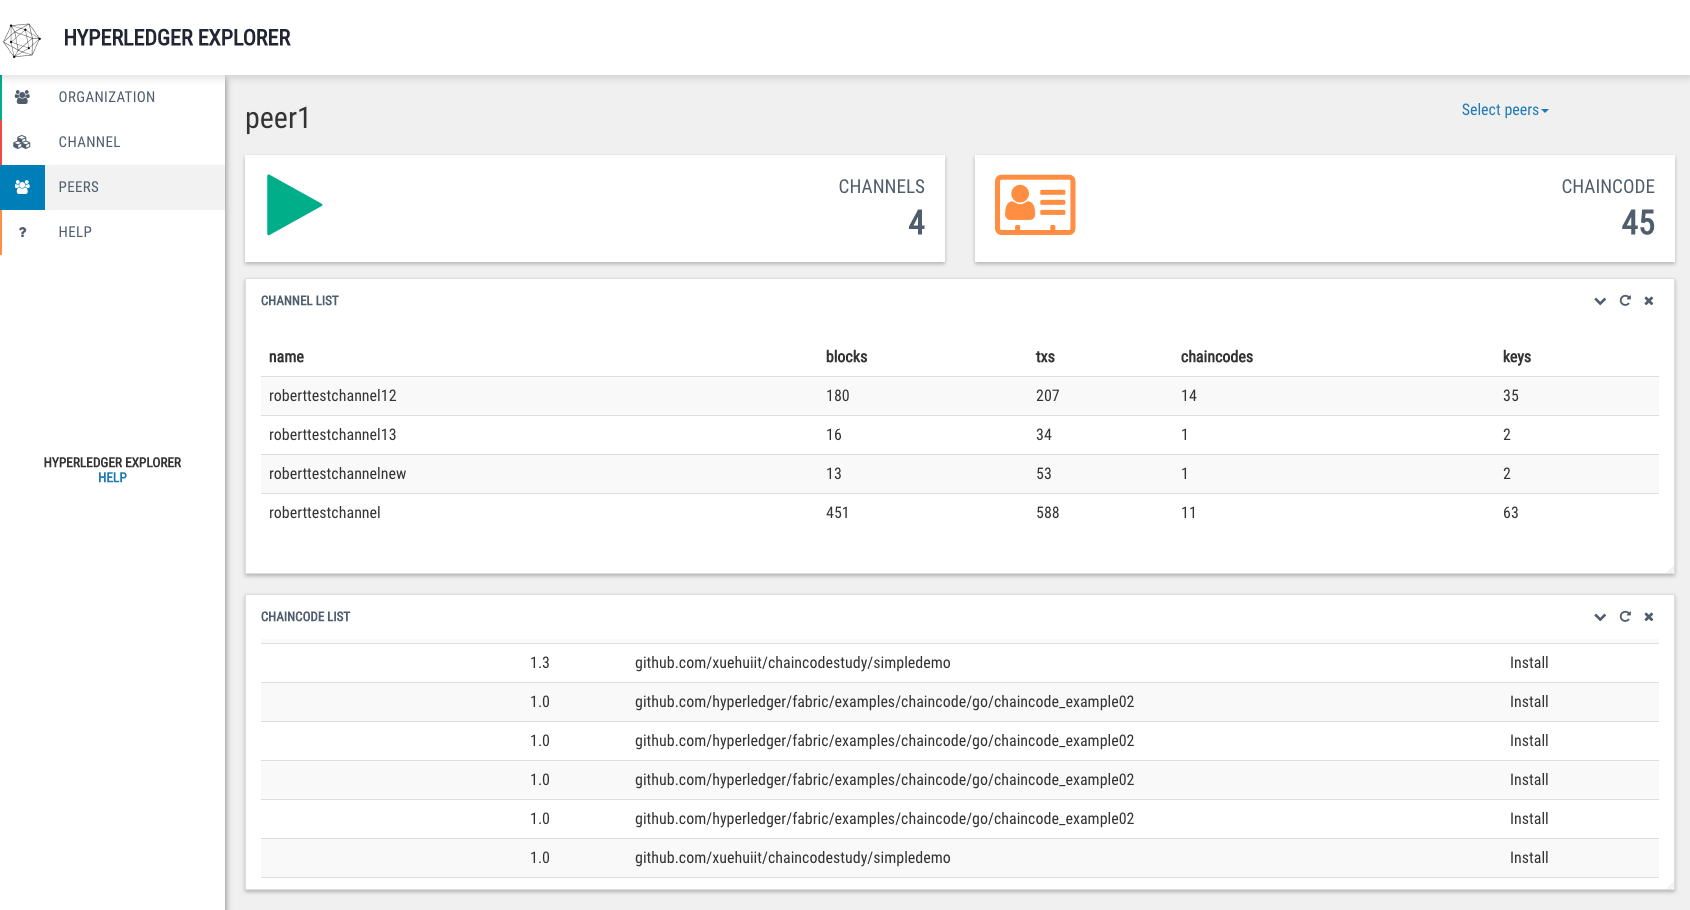 HYPERLEDGER EXPLORER
ORGANIZATION
CHANNEL
PEERS
? HELP
HYPERLEDGER EXPLORER
HELP
peer1
Select peers
CHANNELS
4
CHAINCODE
45
CHANNEL LIST
name blocks txs chaincodes keys
roberttestchannel12 180 207 14 35
roberttestchannel13 16 34 1 2
roberttestchannelnew 13 53 1 2
roberttestchannel 451 588 11 63
CHAINCODE LIST
1.3 github.com/xuehuiit/chaincodestudy/simpledemo Install
1.0 github.com/hyperledger/fabric/examples/chaincode/go/chaincode_example02 Install
1.0 github.com/hyperledger/fabric/examples/chaincode/go/chaincode_example02 Install
1.0 github.com/hyperledger/fabric/examples/chaincode/go/chaincode_example02 Install
1.0 github.com/hyperledger/fabric/examples/chaincode/go/chaincode_example02 Install
1.0 github.com/xuehuiit/chaincodestudy/simpledemo Install